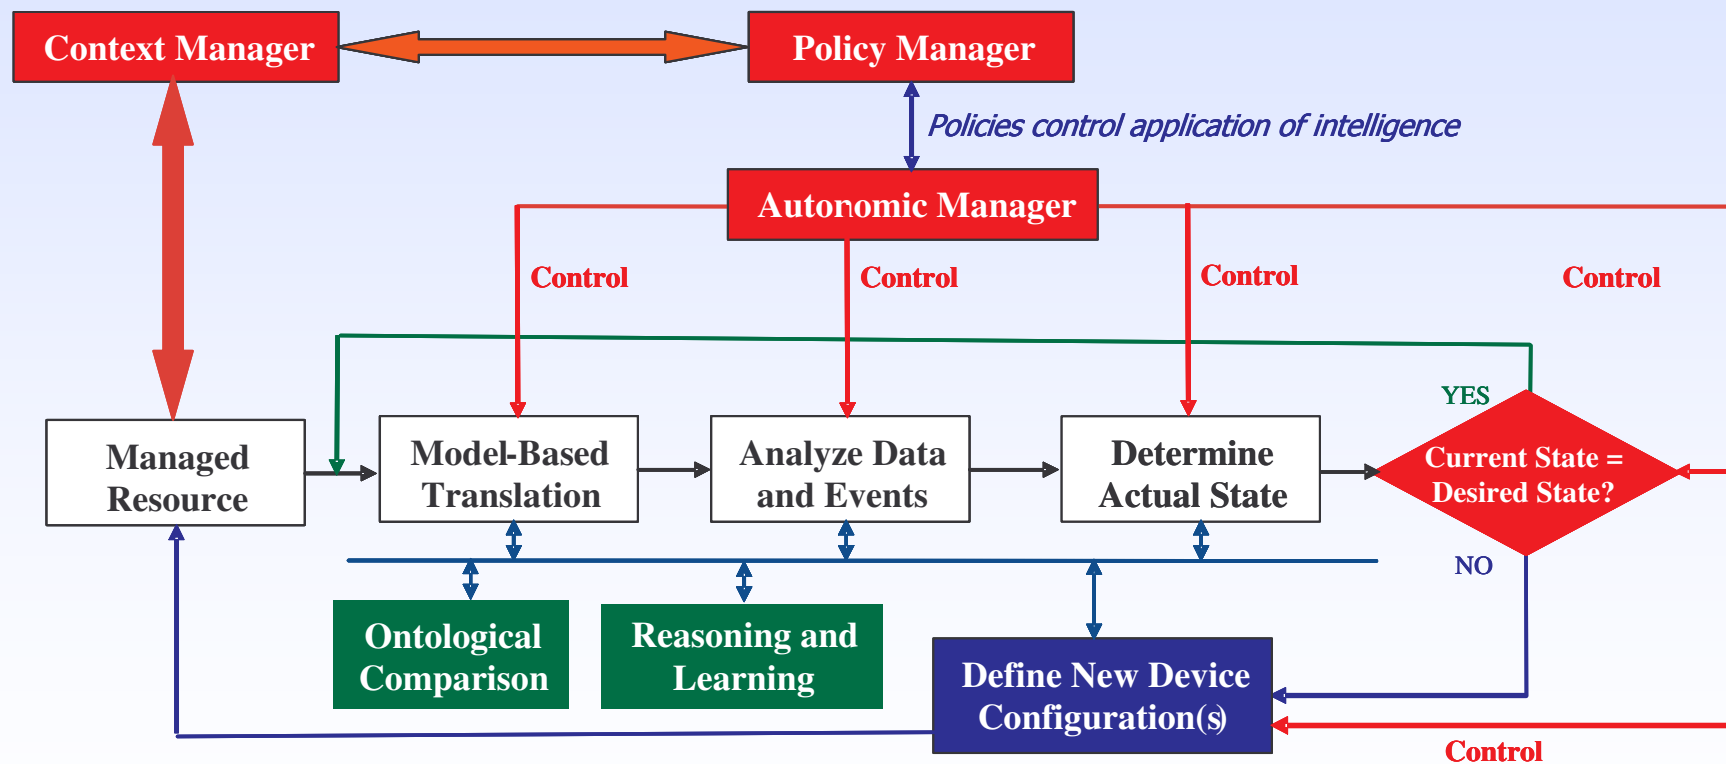 Context Manager
Policy Manager
Policies control application of intelligence
Autonomic Manager
Control
Control
Control
Control
YES
Managed
Resource
Model-Based
Translation
Analyze Data
and Events
Determine
Actual State
Current State =
Desired State?
NO
Ontological
Comparison
Reasoning and
Learning
Define New Device
Configuration(s)
Control